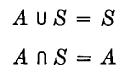 A ∪ S = S
A ∩ S = A